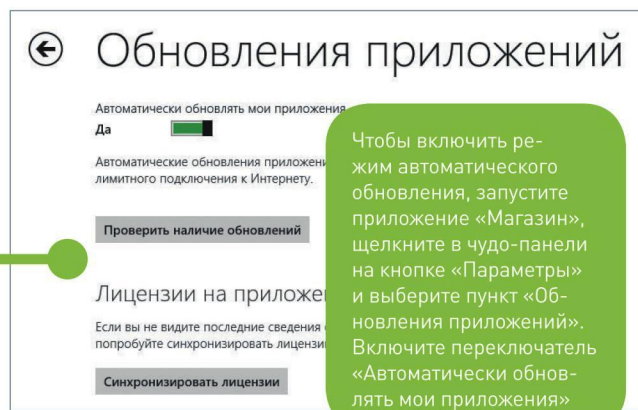 Обновления приложений
Автоматически обновлять мои приложения
Да
Автоматические обновления приложени
лимитного подключения к Интернету.
Проверить наличие обновлений
Лицензии на приложе
Если вы не видите последние сведения
попробуйте синхронизировать лицензи
Синхронизировать лицензии
Чтобы включить ре-
жим автоматического
обновления, запустите
приложение «Магазин»,
щелкните в чудо-панели
на кнопке «Параметры»
и выберите пункт «Об-
новления приложений».
Включите переключатель
«Автоматически обнов-
лять мои приложения»